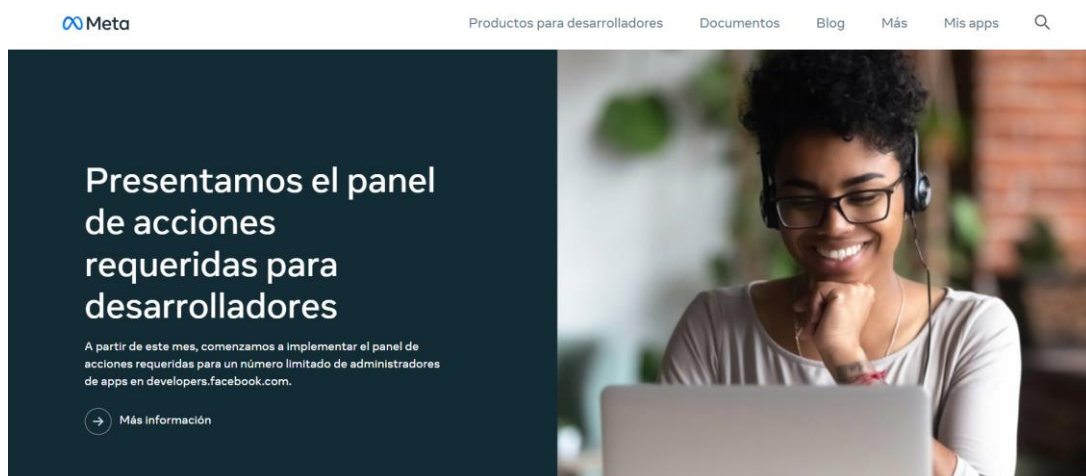 Meta
Productos para desarrolladores Documentos Blog Más Mis apps
Presentamos el panel
de acciones
requeridas para
desarrolladores
A partir de este mes, comenzamos a implementar el panel de
acciones requeridas para un número limitado de administradores
de apps en developers.facebook.com.
Más información